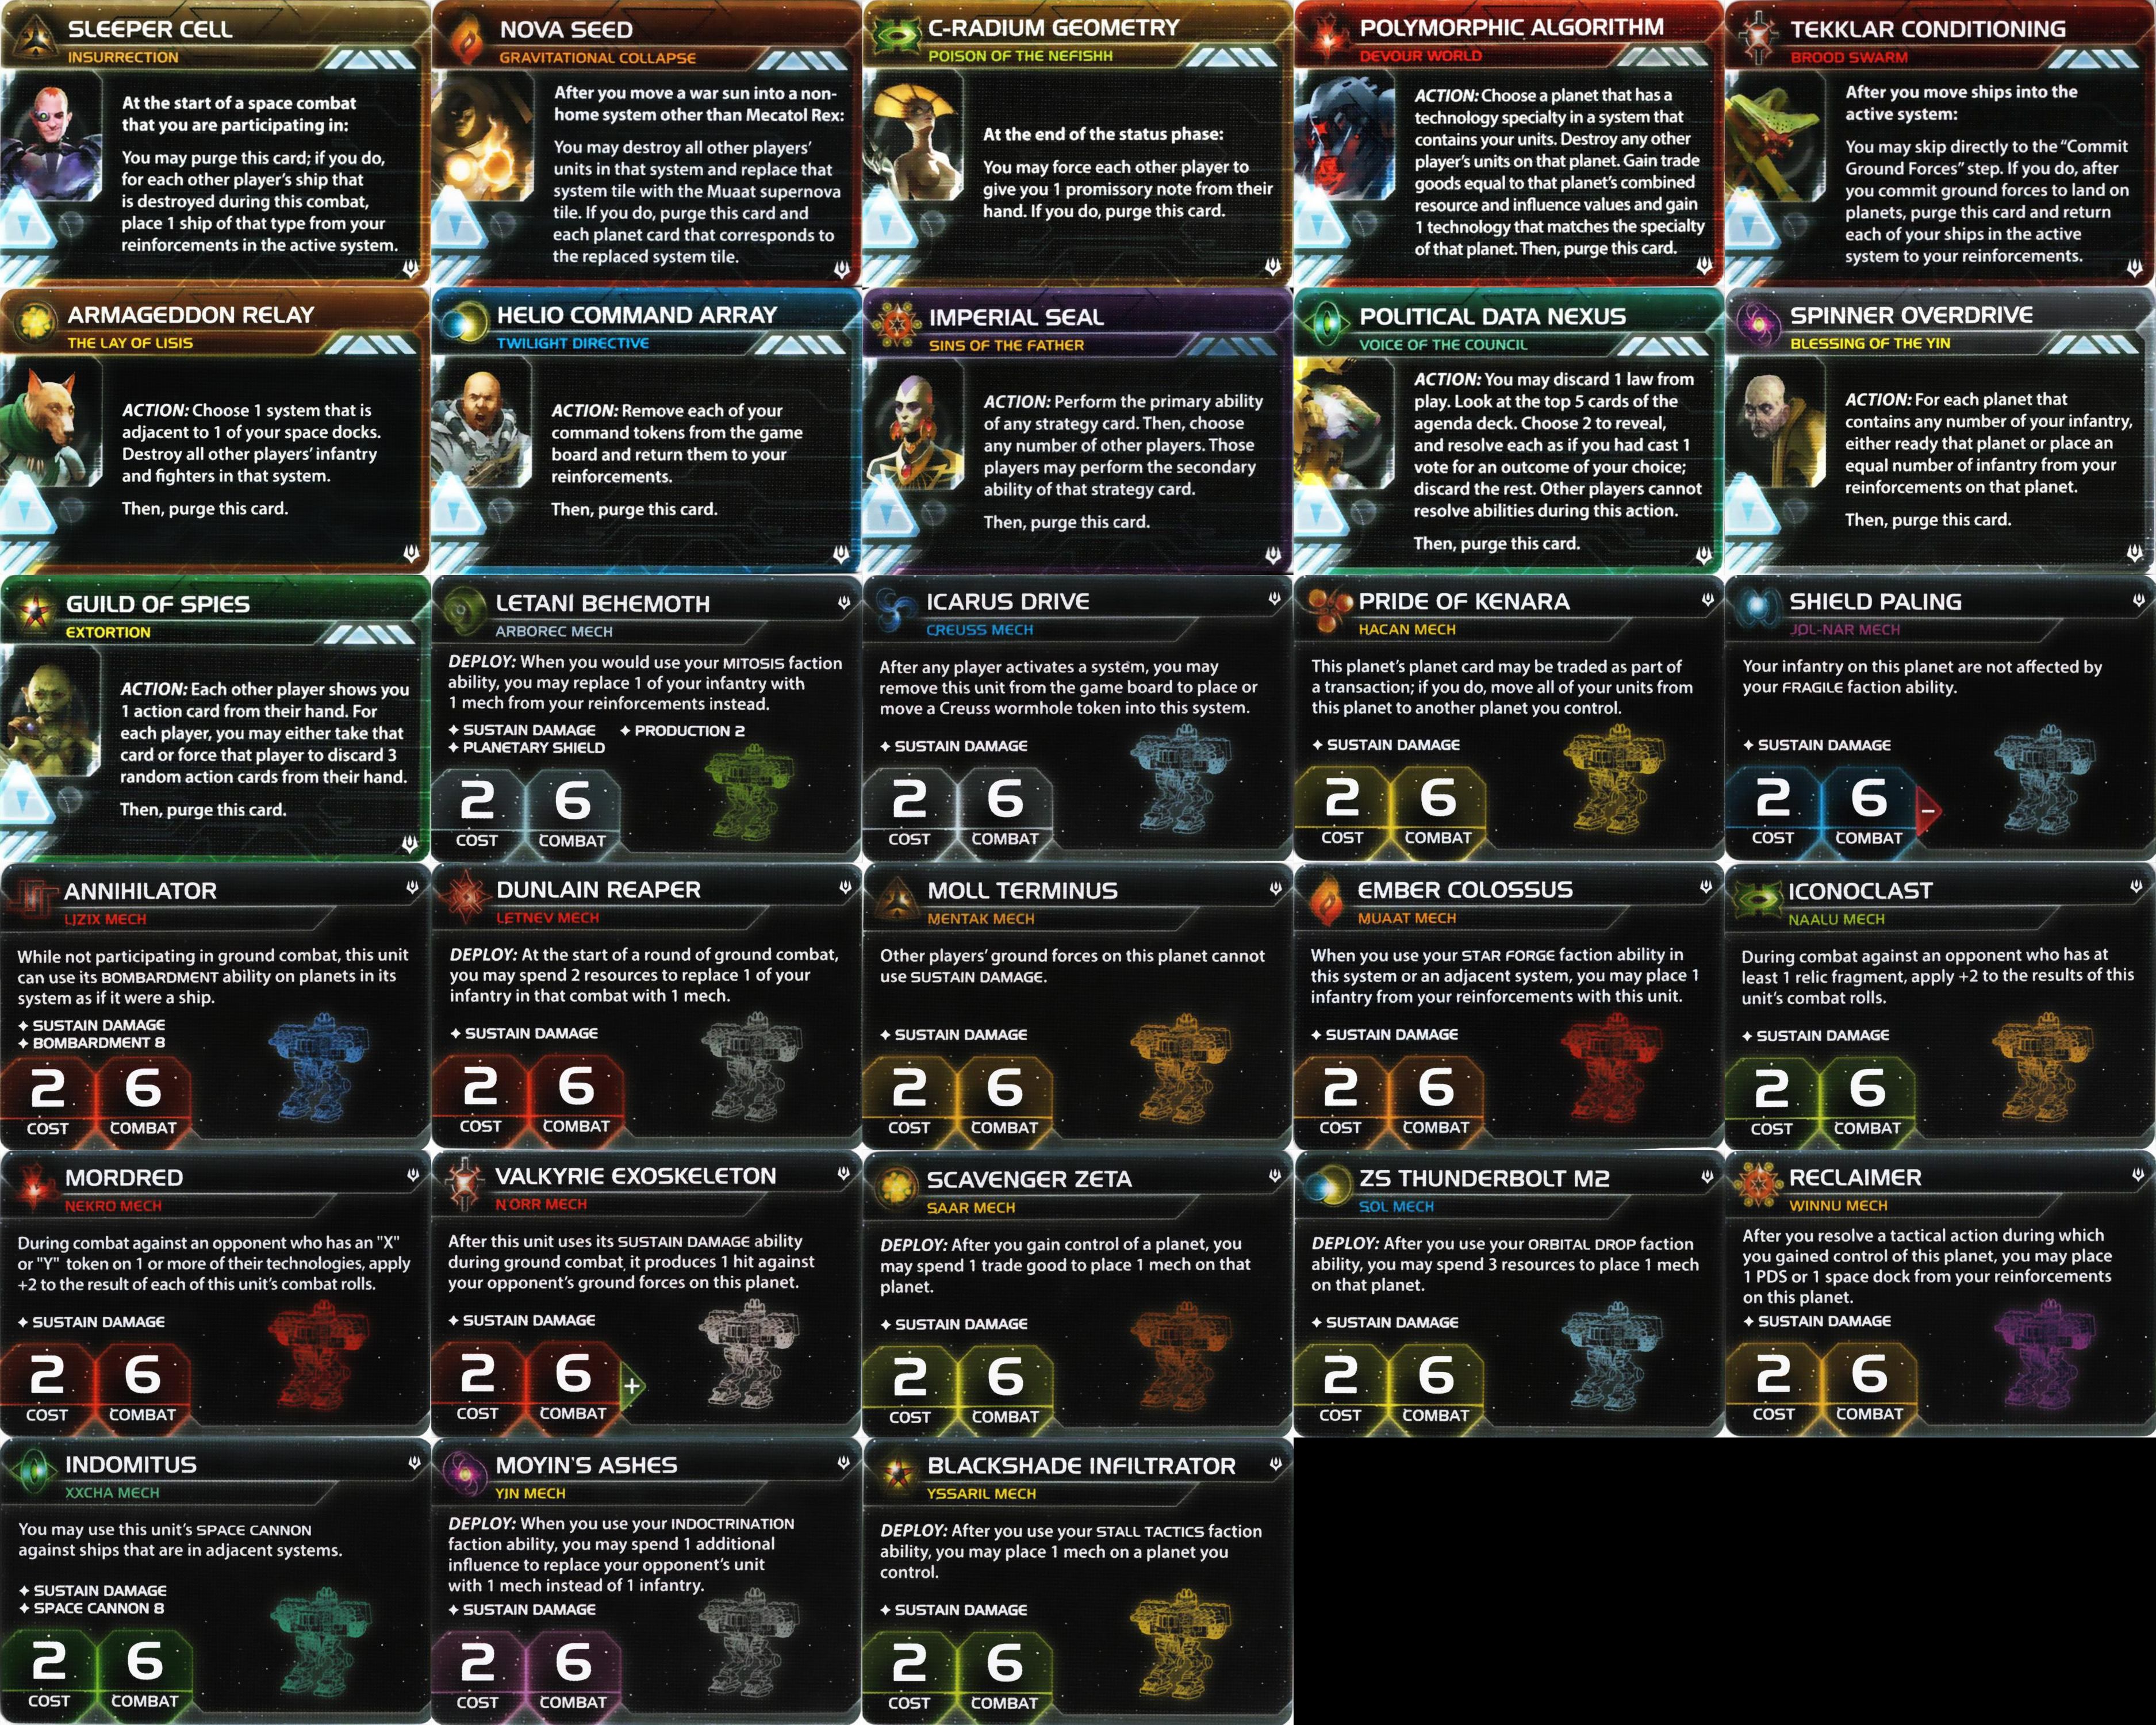 SLEEPER CELL
INSURRECTION
At the start of a space combat
that you are participating in:
You may purge this card; if you do,
for each other player's ship that
is destroyed during this combat,
place 1 ship of that type from your
reinforcements in the active system.
NOVA SEED
GRAVITATIONAL COLLAPSE
After you move a war sun into a non-
home system other than Mecatol Rex:
You may destroy all other players'
units in that system and replace that
system tile with the Muaat supernova
tile. If you do, purge this card and
each planet card that corresponds to
the replaced system tile.
C-RADIUM GEOMETRY
POISON OF THE NEFISHH
At the end of the status phase:
You may force each other player to
give you 1 promissory note from their
hand. If you do, purge this card.
POLYMORPHIC ALGORITHM
DEVOUR WORLD
ACTION: Choose a planet that has a
technology specialty in a system that
contains your units. Destroy any other
player's units on that planet. Gain trade
goods equal to that planet's combined
resource and influence values and gain
1 technology that matches the specialty
of that planet. Then, purge this card.
TEKKLAR CONDITIONING
BROOD SWARM
After you move ships into the
active system:
You may skip directly to the "Commit
Ground Forces" step. If you do, after
you commit ground forces to land on
planets, purge this card and return
each of your ships in the active
system to your reinforcements.
ARMAGEDDON RELAY
THE LAY OF LISIS
ACTION: Choose 1 system that is
adjacent to 1 of your space docks.
Destroy all other players' infantry
and fighters in that system.
Then, purge this card.
HELIO COMMAND ARRAY
TWILIGHT DIRECTIVE
ACTION: Remove each of your
command tokens from the game
board and return them to your
reinforcements.
Then, purge this card.
IMPERIAL SEAL
SINS OF THE FATHER
ACTION: Perform the primary ability
of any strategy card. Then, choose
any number of other players. Those
players may perform the secondary
ability of that strategy card.
Then, purge this card.
POLITICAL DATA NEXUS
VOICE OF THE COUNCIL
ACTION: You may discard 1 law from
play. Look at the top 5 cards of the
agenda deck. Choose 2 to reveal,
and resolve each as if you had cast 1
vote for an outcome of your choice;
discard the rest. Other players cannot
resolve abilities during this action.
Then, purge this card.
SPINNER OVERDRIVE
BLESSING OF THE YIN
ACTION: For each planet that
contains any number of your infantry,
either ready that planet or place an
equal number of infantry from your
reinforcements on that planet.
Then, purge this card.
GUILD OF SPIES
EXTORTION
ACTION: Each other player shows you
1 action card from their hand. For
each player, you may either take that
card or force that player to discard 3
random action cards from their hand.
Then, purge this card.
LETANI BEHEMOTH
ARBOREC MECH
DEPLOY: When you would use your MITOSIS faction
ability, you may replace 1 of your infantry with
1 mech from your reinforcements instead.
SUSTAIN DAMAGE PRODUCTION 2
PLANETARY SHIELD
2 6
COST COMBAT
ICARUS DRIVE
CREUSS MECH
After any player activates a system, you may
remove this unit from the game board to place or
move a Creuss wormhole token into this system.
SUSTAIN DAMAGE
2 6
COST COMBAT
PRIDE OF KENARA
HACAN MECH
This planet's planet card may be traded as part of
a transaction; if you do, move all of your units from
this planet to another planet you control.
SUSTAIN DAMAGE
2 6
COST COMBAT
SHIELD PALING
JOL-NAR MECH
Your infantry on this planet are not affected by
your FRAGILE faction ability.
SUSTAIN DAMAGE
2 6 -
COST COMBAT
ANNIHILATOR
L1Z1X MECH
While not participating in ground combat, this unit
can use its BOMBARDMENT ability on planets in its
system as if it were a ship.
SUSTAIN DAMAGE
BOMBARDMENT 8
2 6
COST COMBAT
DUNLAIN REAPER
LETNEV MECH
DEPLOY: At the start of a round of ground combat,
you may spend 2 resources to replace 1 of your
infantry in that combat with 1 mech.
SUSTAIN DAMAGE
2 6
COST COMBAT
MOLL TERMINUS
MENTAK MECH
Other players' ground forces on this planet cannot
use SUSTAIN DAMAGE.
SUSTAIN DAMAGE
2 6
COST COMBAT
EMBER COLOSSUS
MUAAT MECH
When you use your STAR FORGE faction ability in
this system or an adjacent system, you may place 1
infantry from your reinforcements with this unit.
SUSTAIN DAMAGE
2 6
COST COMBAT
ICONOCLAST
NAALU MECH
During combat against an opponent who has at
least 1 relic fragment, apply +2 to the results of this
unit's combat rolls.
SUSTAIN DAMAGE
2 6
COST COMBAT
MORDRED
NEKRO MECH
During combat against an opponent who has an "X"
or "Y" token on 1 or more of their technologies, apply
+2 to the result of each of this unit's combat rolls.
SUSTAIN DAMAGE
2 6
COST COMBAT
VALKYRIE EXOSKELETON
N'ORR MECH
After this unit uses its SUSTAIN DAMAGE ability
during ground combat, it produces 1 hit against
your opponent's ground forces on this planet.
SUSTAIN DAMAGE
2 6 +
COST COMBAT
SCAVENGER ZETA
SAAR MECH
DEPLOY: After you gain control of a planet, you
may spend 1 trade good to place 1 mech on that
planet.
SUSTAIN DAMAGE
2 6
COST COMBAT
ZS THUNDERBOLT M2
SOL MECH
DEPLOY: After you use your ORBITAL DROP faction
ability, you may spend 3 resources to place 1 mech
on that planet.
SUSTAIN DAMAGE
2 6
COST COMBAT
RECLAIMER
WINNU MECH
After you resolve a tactical action during which
you gained control of this planet, you may place
1 PDS or 1 space dock from your reinforcements
on this planet.
SUSTAIN DAMAGE
2 6
COST COMBAT
INDOMITUS
XXCHA MECH
You may use this unit's SPACE CANNON
against ships that are in adjacent systems.
SUSTAIN DAMAGE
SPACE CANNON 8
2 6
COST COMBAT
MOYIN'S ASHES
YIN MECH
DEPLOY: When you use your INDOCTRINATION
faction ability, you may spend 1 additional
influence to replace your opponent's unit
with 1 mech instead of 1 infantry.
SUSTAIN DAMAGE
2 6
COST COMBAT
BLACKSHADE INFILTRATOR
YSSARIL MECH
DEPLOY: After you use your STALL TACTICS faction
ability, you may place 1 mech on a planet you
control.
SUSTAIN DAMAGE
2 6
COST COMBAT